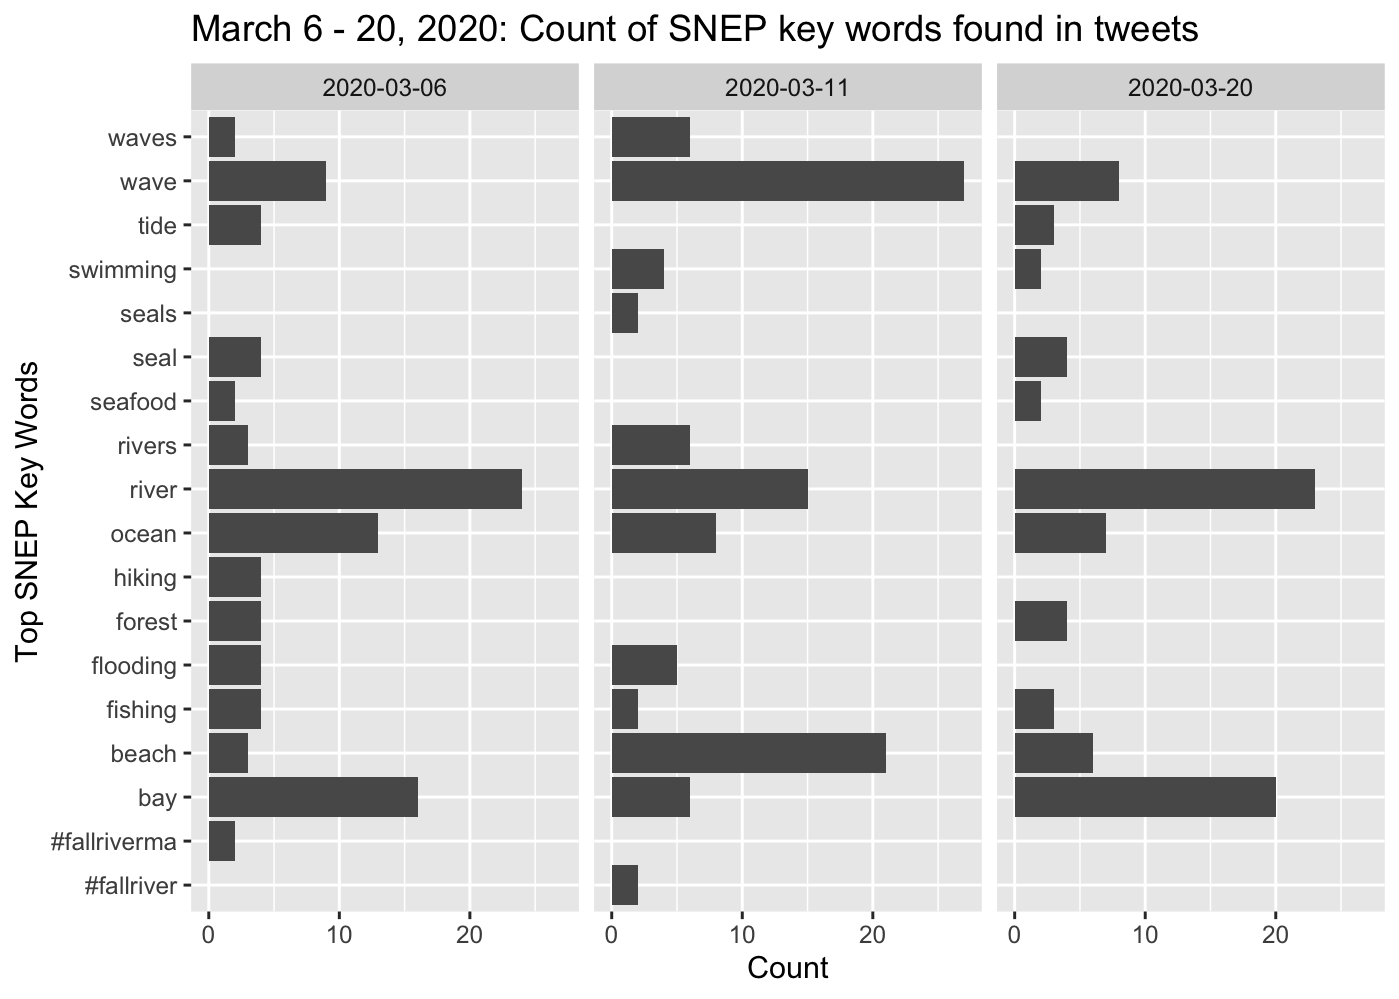 March 6 - 20, 2020: Count of SNEP key words found in tweets
2020-03-06 2020-03-11 2020-03-20
waves
wave
tide
swimming
seals
seal
seafood
rivers
river
ocean
hiking
forest
flooding
fishing
beach
bay
#fallriverma
#fallriver
Top SNEP Key Words
0 10 20 0 10 20 0 10 20
Count